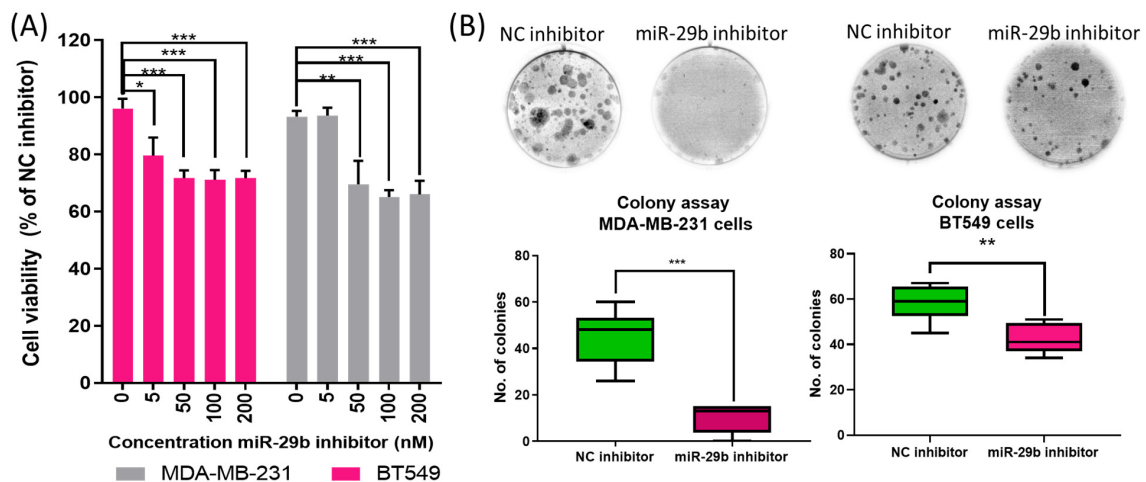 (A)
120
100
80
60
40
20
0
Cell viability (% of NC inhibitor)
***
***
***
*
***
***
**
0 5 50 100 200 0 5 50 100 200
Concentration miR-29b inhibitor (nM)
MDA-MB-231 BT549
(B)
NC inhibitor miR-29b inhibitor
NC inhibitor miR-29b inhibitor
Colony assay
MDA-MB-231 cells
***
80
60
40
20
0
No. of colonies
NC inhibitor miR-29b inhibitor
Colony assay
BT549 cells
**
80
60
40
20
0
No. of colonies
NC inhibitor miR-29b inhibitor